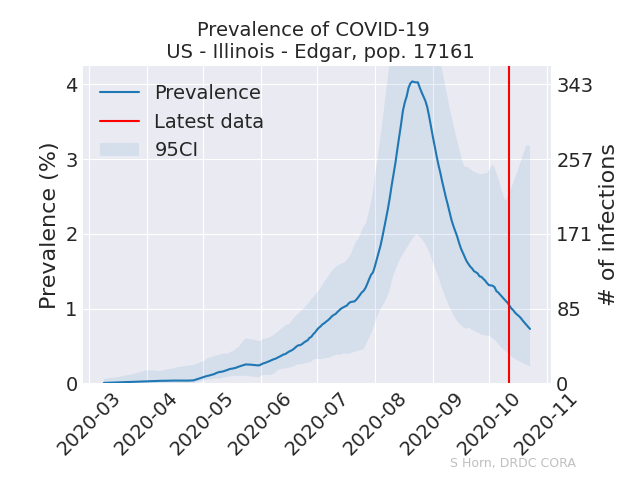 Prevalence of COVID-19
US - Illinois - Edgar, pop. 17161
Prevalence
Latest data
95CI
Prevalence (%)
4
3
2
1
0
343
257
171
85
0
# of infections
2020-03
2020-04
2020-05
2020-06
2020-07
2020-08
2020-09
2020-10
2020-11
S Horn, DRDC CORA